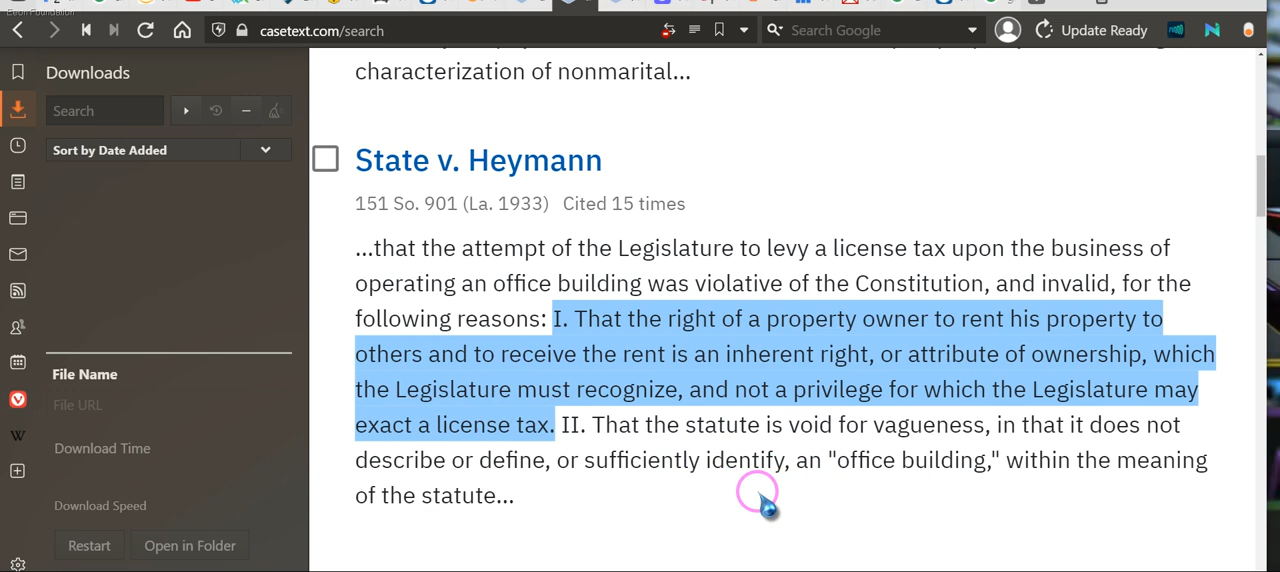 Eeon Foundation
casetext.com/search
Search Google
Update Ready
Downloads
Search
Sort by Date Added
File Name
File URL
Download Time
Download Speed
Restart
Open in Folder
characterization of nonmarital...
State v. Heymann
151 So. 901 (La. 1933) Cited 15 times
...that the attempt of the Legislature to levy a license tax upon the business of
operating an office building was violative of the Constitution, and invalid, for the
following reasons: I. That the right of a property owner to rent his property to
others and to receive the rent is an inherent right, or attribute of ownership, which
the Legislature must recognize, and not a privilege for which the Legislature may
exact a license tax. II. That the statute is void for vagueness, in that it does not
describe or define, or sufficiently identify, an "office building," within the meaning
of the statute...